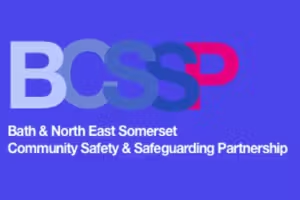 BCSSP
Bath & North East Somerset
Community Safety & Safeguarding Partnership